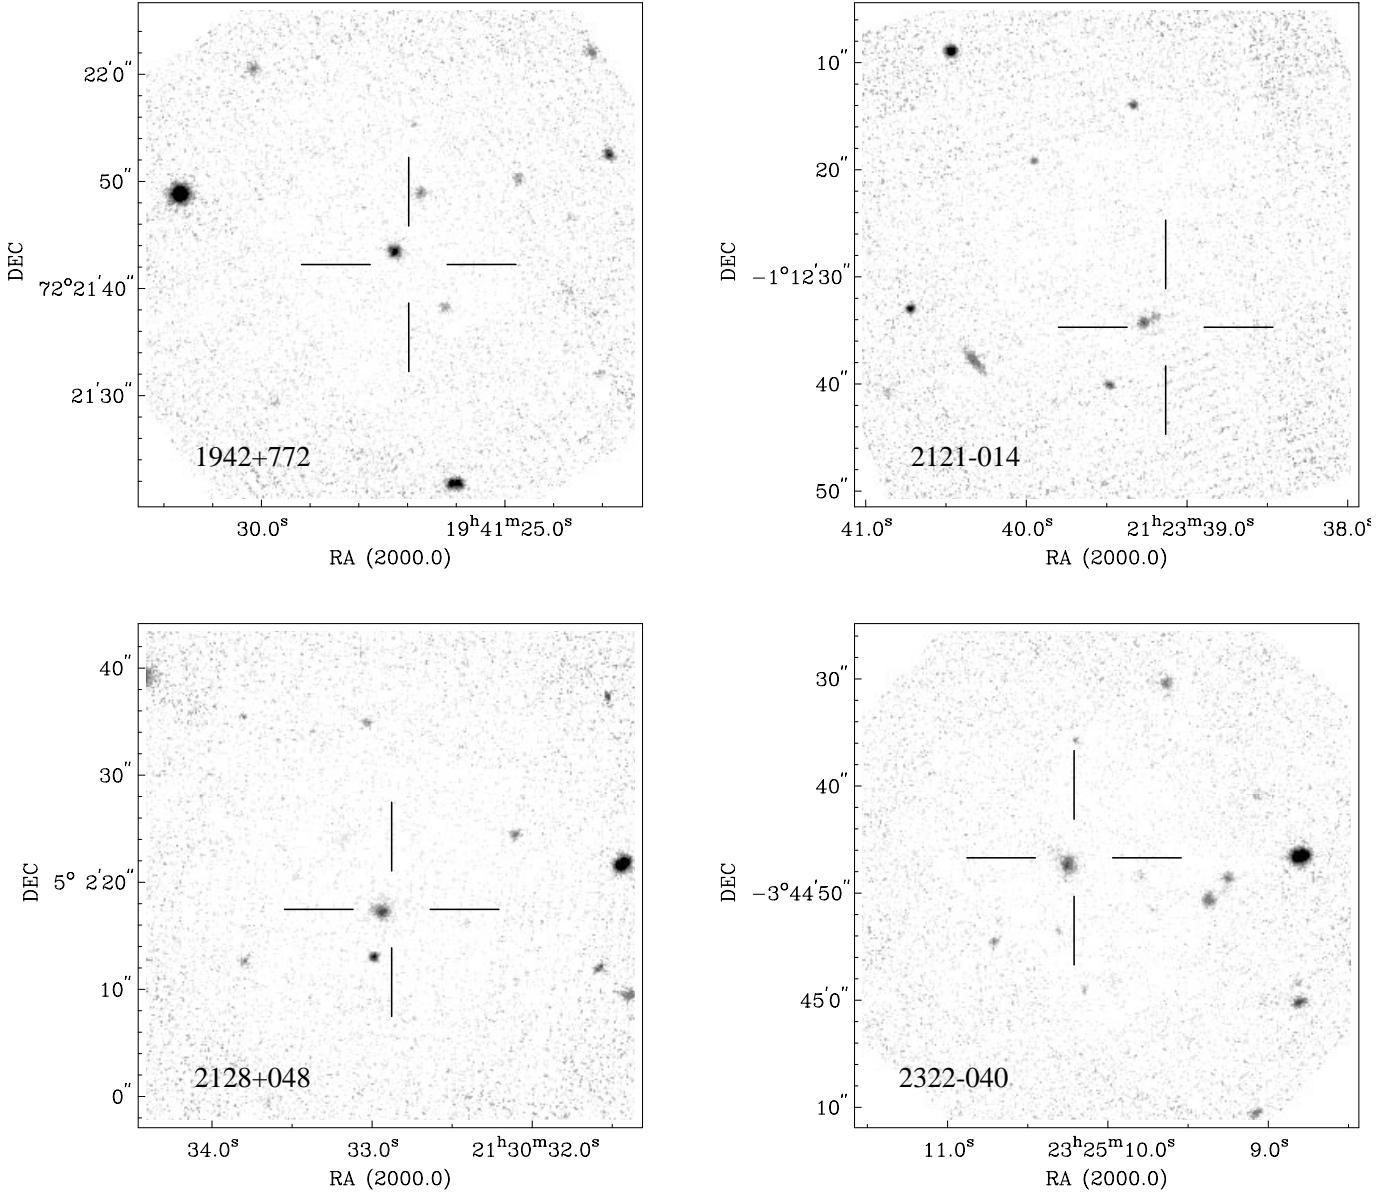 22′0″
50″
DEC
72°21′40″
21′30″
1942+772
30.0ˢ
19ʰ41ᵐ25.0ˢ
RA (2000.0)
10″
20″
DEC
−1°12′30″
40″
2121-014
50″
41.0ˢ
40.0ˢ
21ʰ23ᵐ39.0ˢ
38.0ˢ
RA (2000.0)
40″
30″
DEC
5° 2′20″
10″
2128+048
0″
34.0ˢ
33.0ˢ
21ʰ30ᵐ32.0ˢ
RA (2000.0)
30″
40″
DEC
−3°44′50″
45′0″
2322-040
10″
11.0ˢ
23ʰ25ᵐ10.0ˢ
9.0ˢ
RA (2000.0)